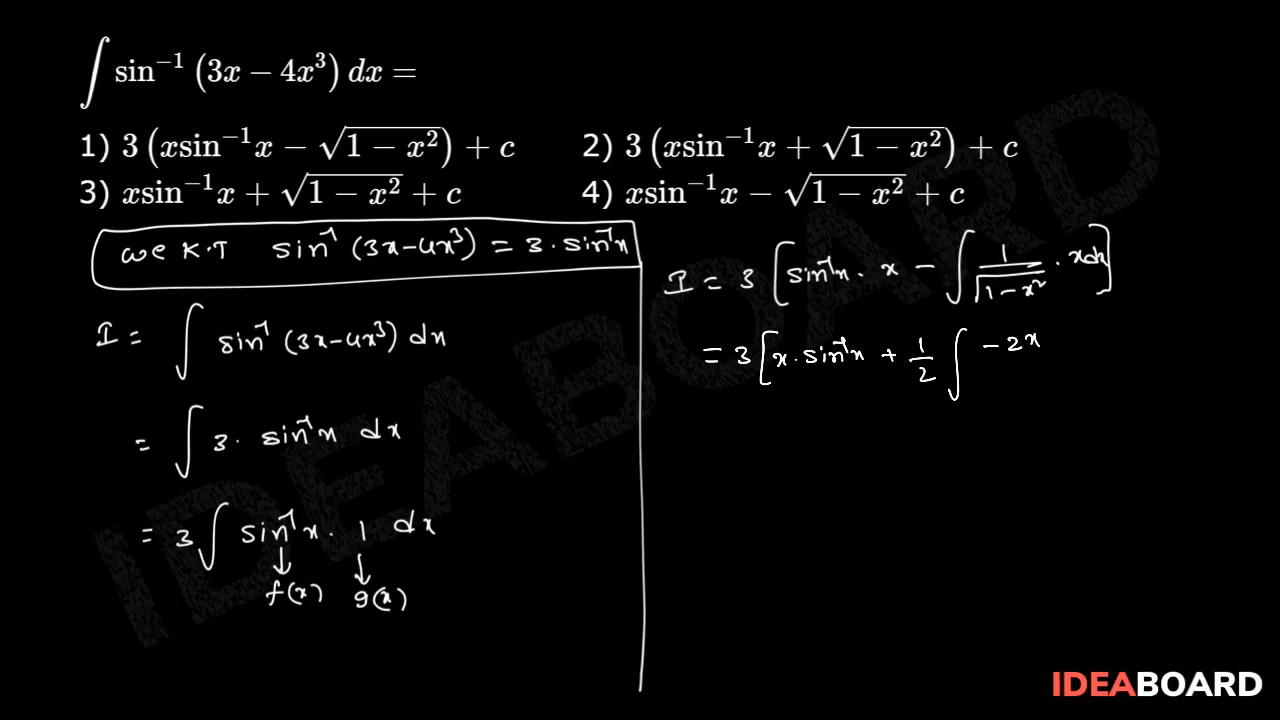 ∫ sin⁻¹ (3x − 4x³) dx =
1) 3 (xsin⁻¹x − √(1 − x²)) + c 2) 3 (xsin⁻¹x + √(1 − x²)) + c
3) xsin⁻¹x + √(1 − x²) + c 4) xsin⁻¹x − √(1 − x²) + c
we K.T sin⁻¹ (3x−4x³) = 3·sin⁻¹x
I = ∫ sin⁻¹ (3x−4x³) dx
= ∫ 3· sin⁻¹x dx
= 3 ∫ sin⁻¹x · 1 dx
↓ ↓
f(x) g(x)
I = 3 [sin⁻¹x · x − ∫ 1/√(1−x²) · x dx]
= 3 [x·sin⁻¹x + 1/2 ∫ −2x
IDEABOARD
IDEABOARD